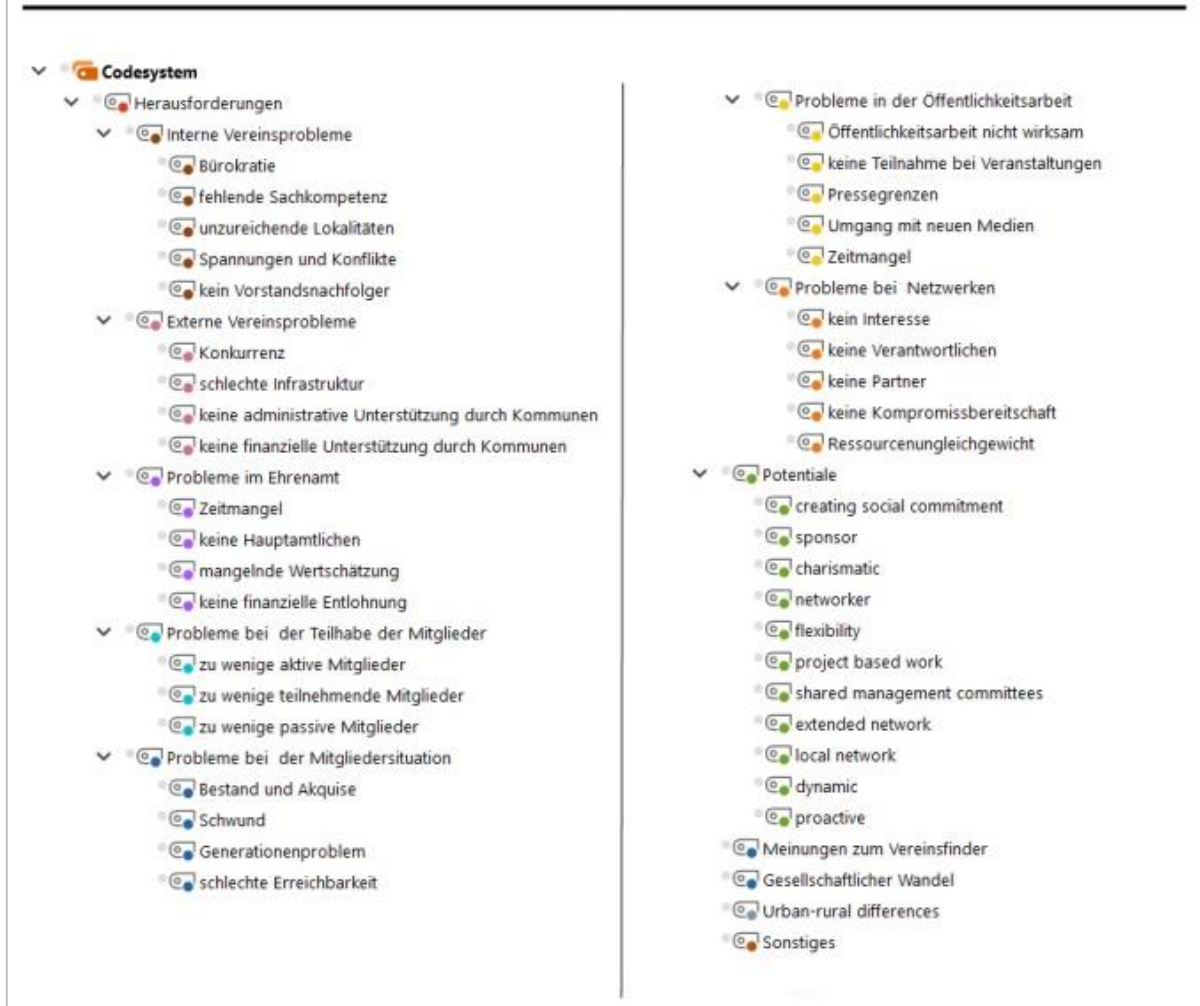 Codesystem
Herausforderungen
Interne Vereinsprobleme
Bürokratie
fehlende Sachkompetenz
unzureichende Lokalitäten
Spannungen und Konflikte
kein Vorstandsnachfolger
Externe Vereinsprobleme
Konkurrenz
schlechte Infrastruktur
keine administrative Unterstützung durch Kommunen
keine finanzielle Unterstützung durch Kommunen
Probleme im Ehrenamt
Zeitmangel
keine Hauptamtlichen
mangelnde Wertschätzung
keine finanzielle Entlohnung
Probleme bei der Teilhabe der Mitglieder
zu wenige aktive Mitglieder
zu wenige teilnehmende Mitglieder
zu wenige passive Mitglieder
Probleme bei der Mitgliedersituation
Bestand und Akquise
Schwund
Generationenproblem
schlechte Erreichbarkeit
Probleme in der Öffentlichkeitsarbeit
Öffentlichkeitsarbeit nicht wirksam
keine Teilnahme bei Veranstaltungen
Pressegrenzen
Umgang mit neuen Medien
Zeitmangel
Probleme bei Netzwerken
kein Interesse
keine Verantwortlichen
keine Partner
keine Kompromissbereitschaft
Ressourcenungleichgewicht
Potentiale
creating social commitment
sponsor
charismatic
networker
flexibility
project based work
shared management committees
extended network
local network
dynamic
proactive
Meinungen zum Vereinsfinder
Gesellschaftlicher Wandel
Urban-rural differences
Sonstiges